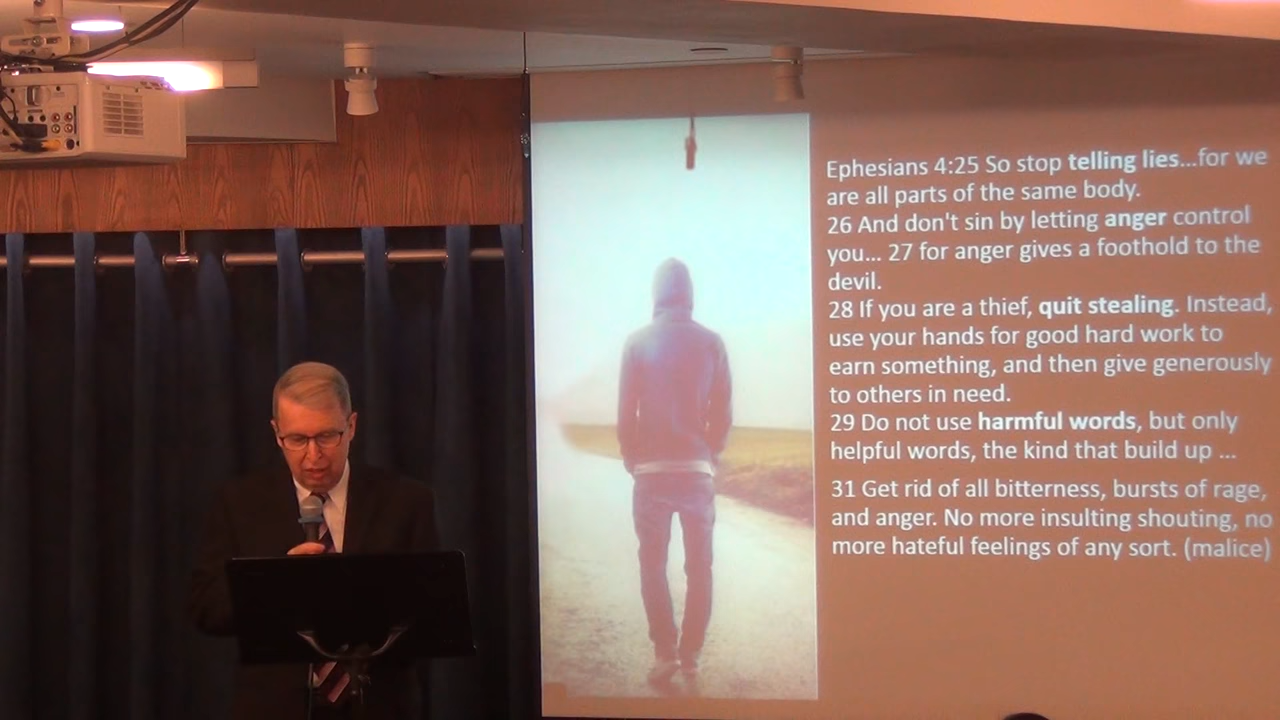 Ephesians 4:25 So stop telling lies...for we
are all parts of the same body.
26 And don't sin by letting anger control
you... 27 for anger gives a foothold to the
devil.
28 If you are a thief, quit stealing. Instead,
use your hands for good hard work to
earn something, and then give generously
to others in need.
29 Do not use harmful words, but only
helpful words, the kind that build up ...
31 Get rid of all bitterness, bursts of rage,
and anger. No more insulting shouting, no
more hateful feelings of any sort. (malice)